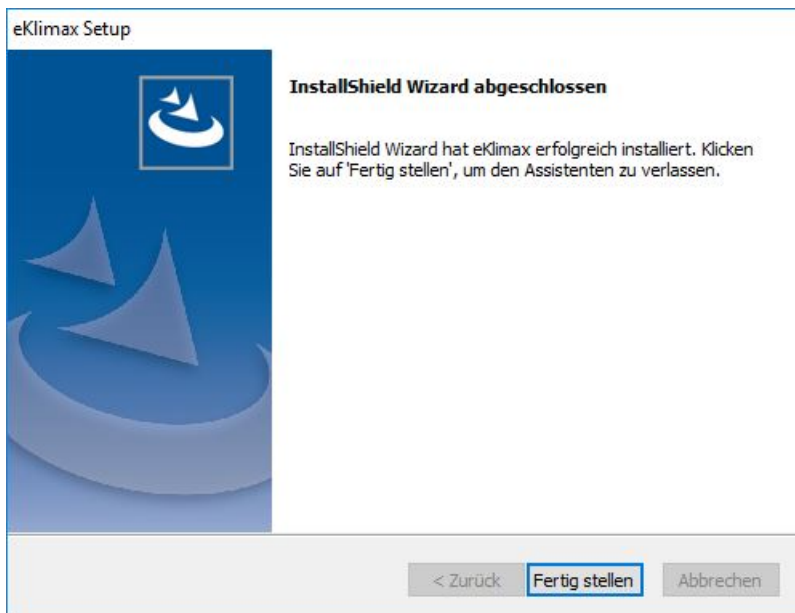 eKlimax Setup
InstallShield Wizard abgeschlossen
InstallShield Wizard hat eKlimax erfolgreich installiert. Klicken
Sie auf 'Fertig stellen', um den Assistenten zu verlassen.
< Zurück Fertig stellen Abbrechen